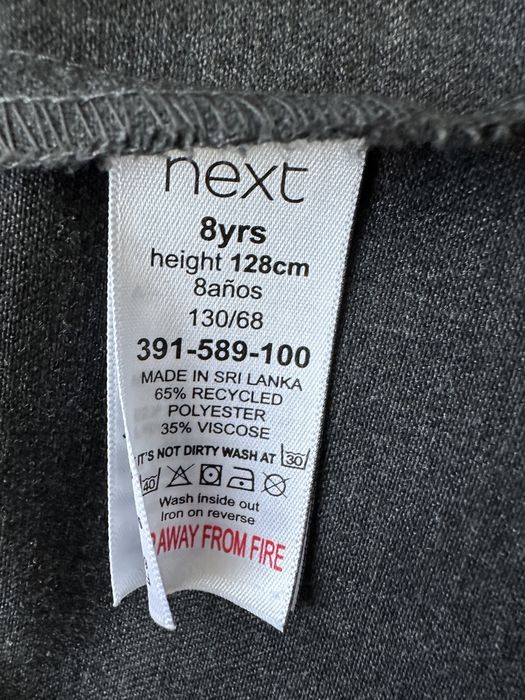 next
8yrs
height 128cm
8años
130/68
391-589-100
MADE IN SRI LANKA
65% RECYCLED
POLYESTER
35% VISCOSE
IT'S NOT DIRTY WASH AT 30
40
Wash inside out
Iron on reverse
AWAY FROM FIRE